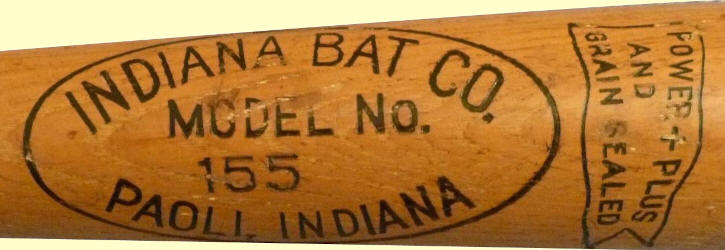 INDIANA BAT CO.
MODEL No.
155
PAOLI, INDIANA
POWER + PLUS
AND
GRAIN SEALED